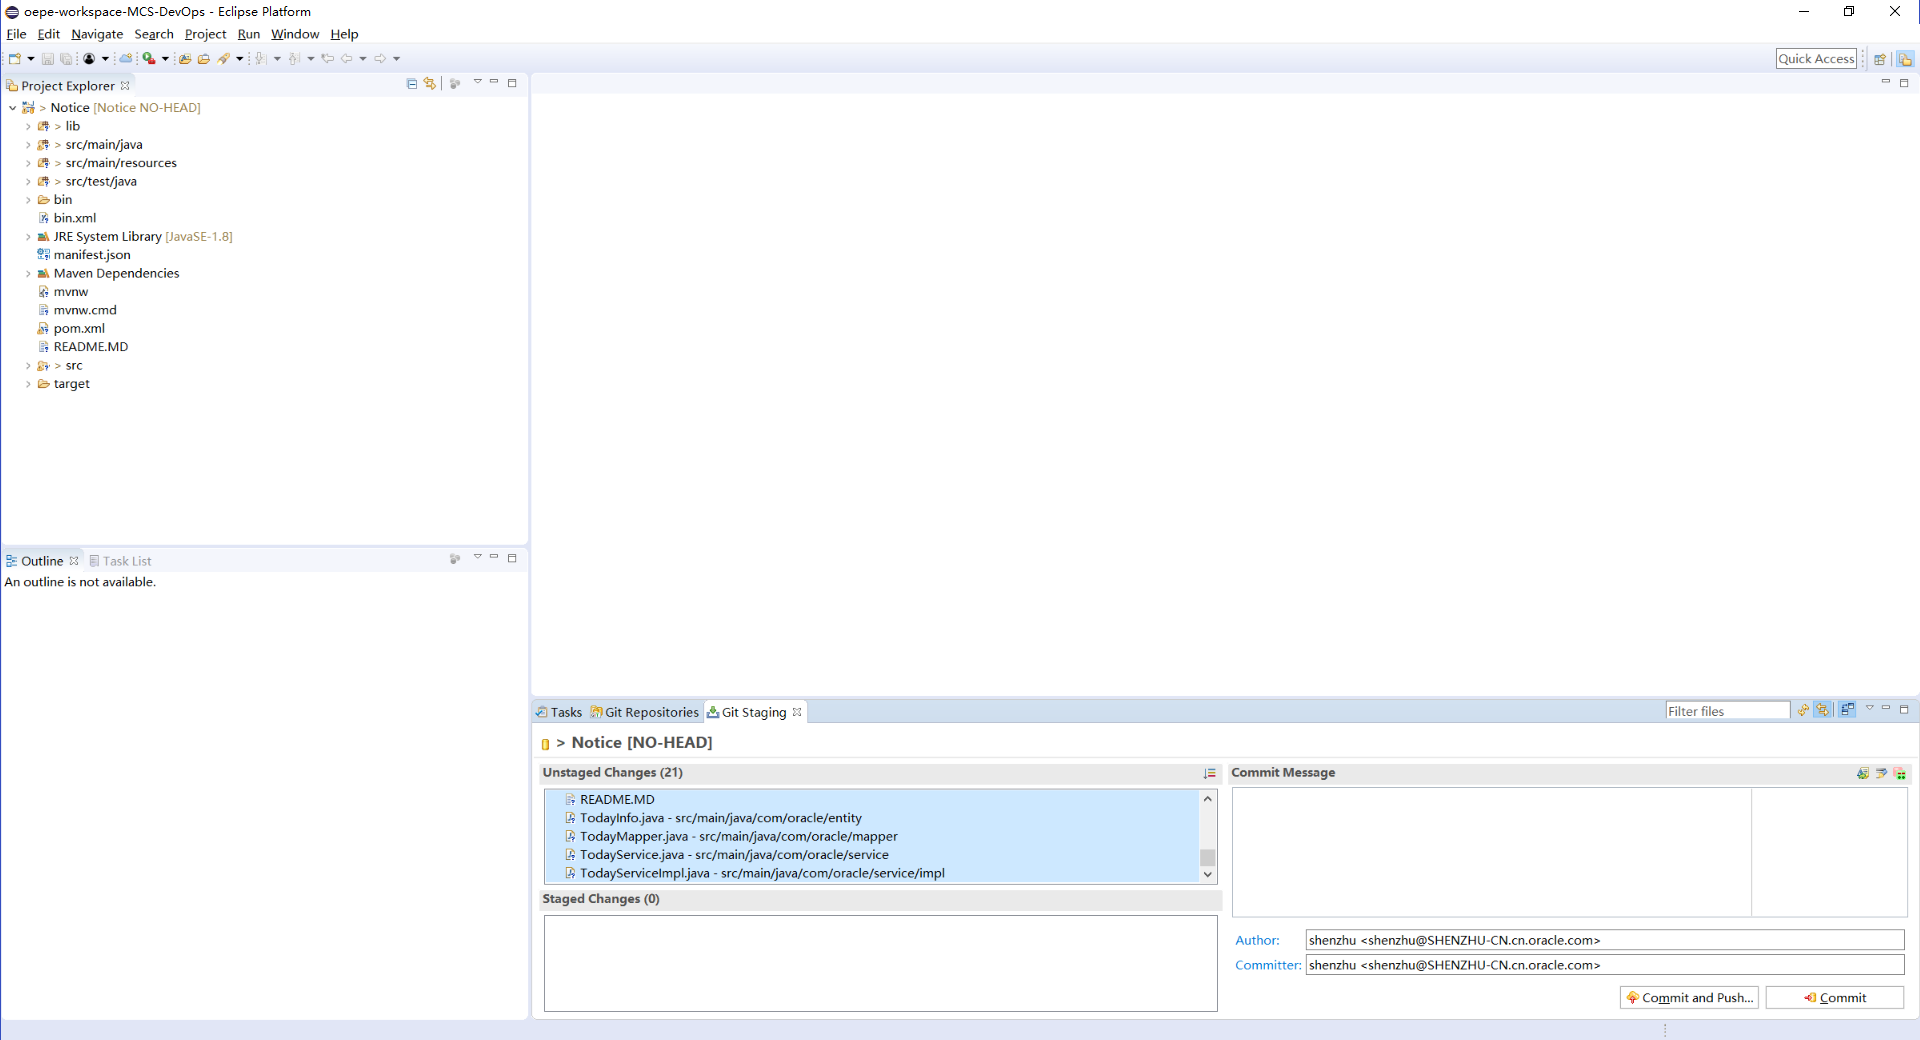 oepe-workspace-MCS-DevOps - Eclipse Platform
File Edit Navigate Search Project Run Window Help
Quick Access
Project Explorer
> Notice [Notice NO-HEAD]
> lib
> src/main/java
> src/main/resources
> src/test/java
bin
bin.xml
JRE System Library [JavaSE-1.8]
manifest.json
Maven Dependencies
mvnw
mvnw.cmd
pom.xml
README.MD
> src
target
Outline Task List
An outline is not available.
Tasks Git Repositories Git Staging
Filter files
> Notice [NO-HEAD]
Unstaged Changes (21)
README.MD
TodayInfo.java - src/main/java/com/oracle/entity
TodayMapper.java - src/main/java/com/oracle/mapper
TodayService.java - src/main/java/com/oracle/service
TodayServiceImpl.java - src/main/java/com/oracle/service/impl
Staged Changes (0)
Commit Message
Author: shenzhu <shenzhu@SHENZHU-CN.cn.oracle.com>
Committer: shenzhu <shenzhu@SHENZHU-CN.cn.oracle.com>
Commit and Push... Commit